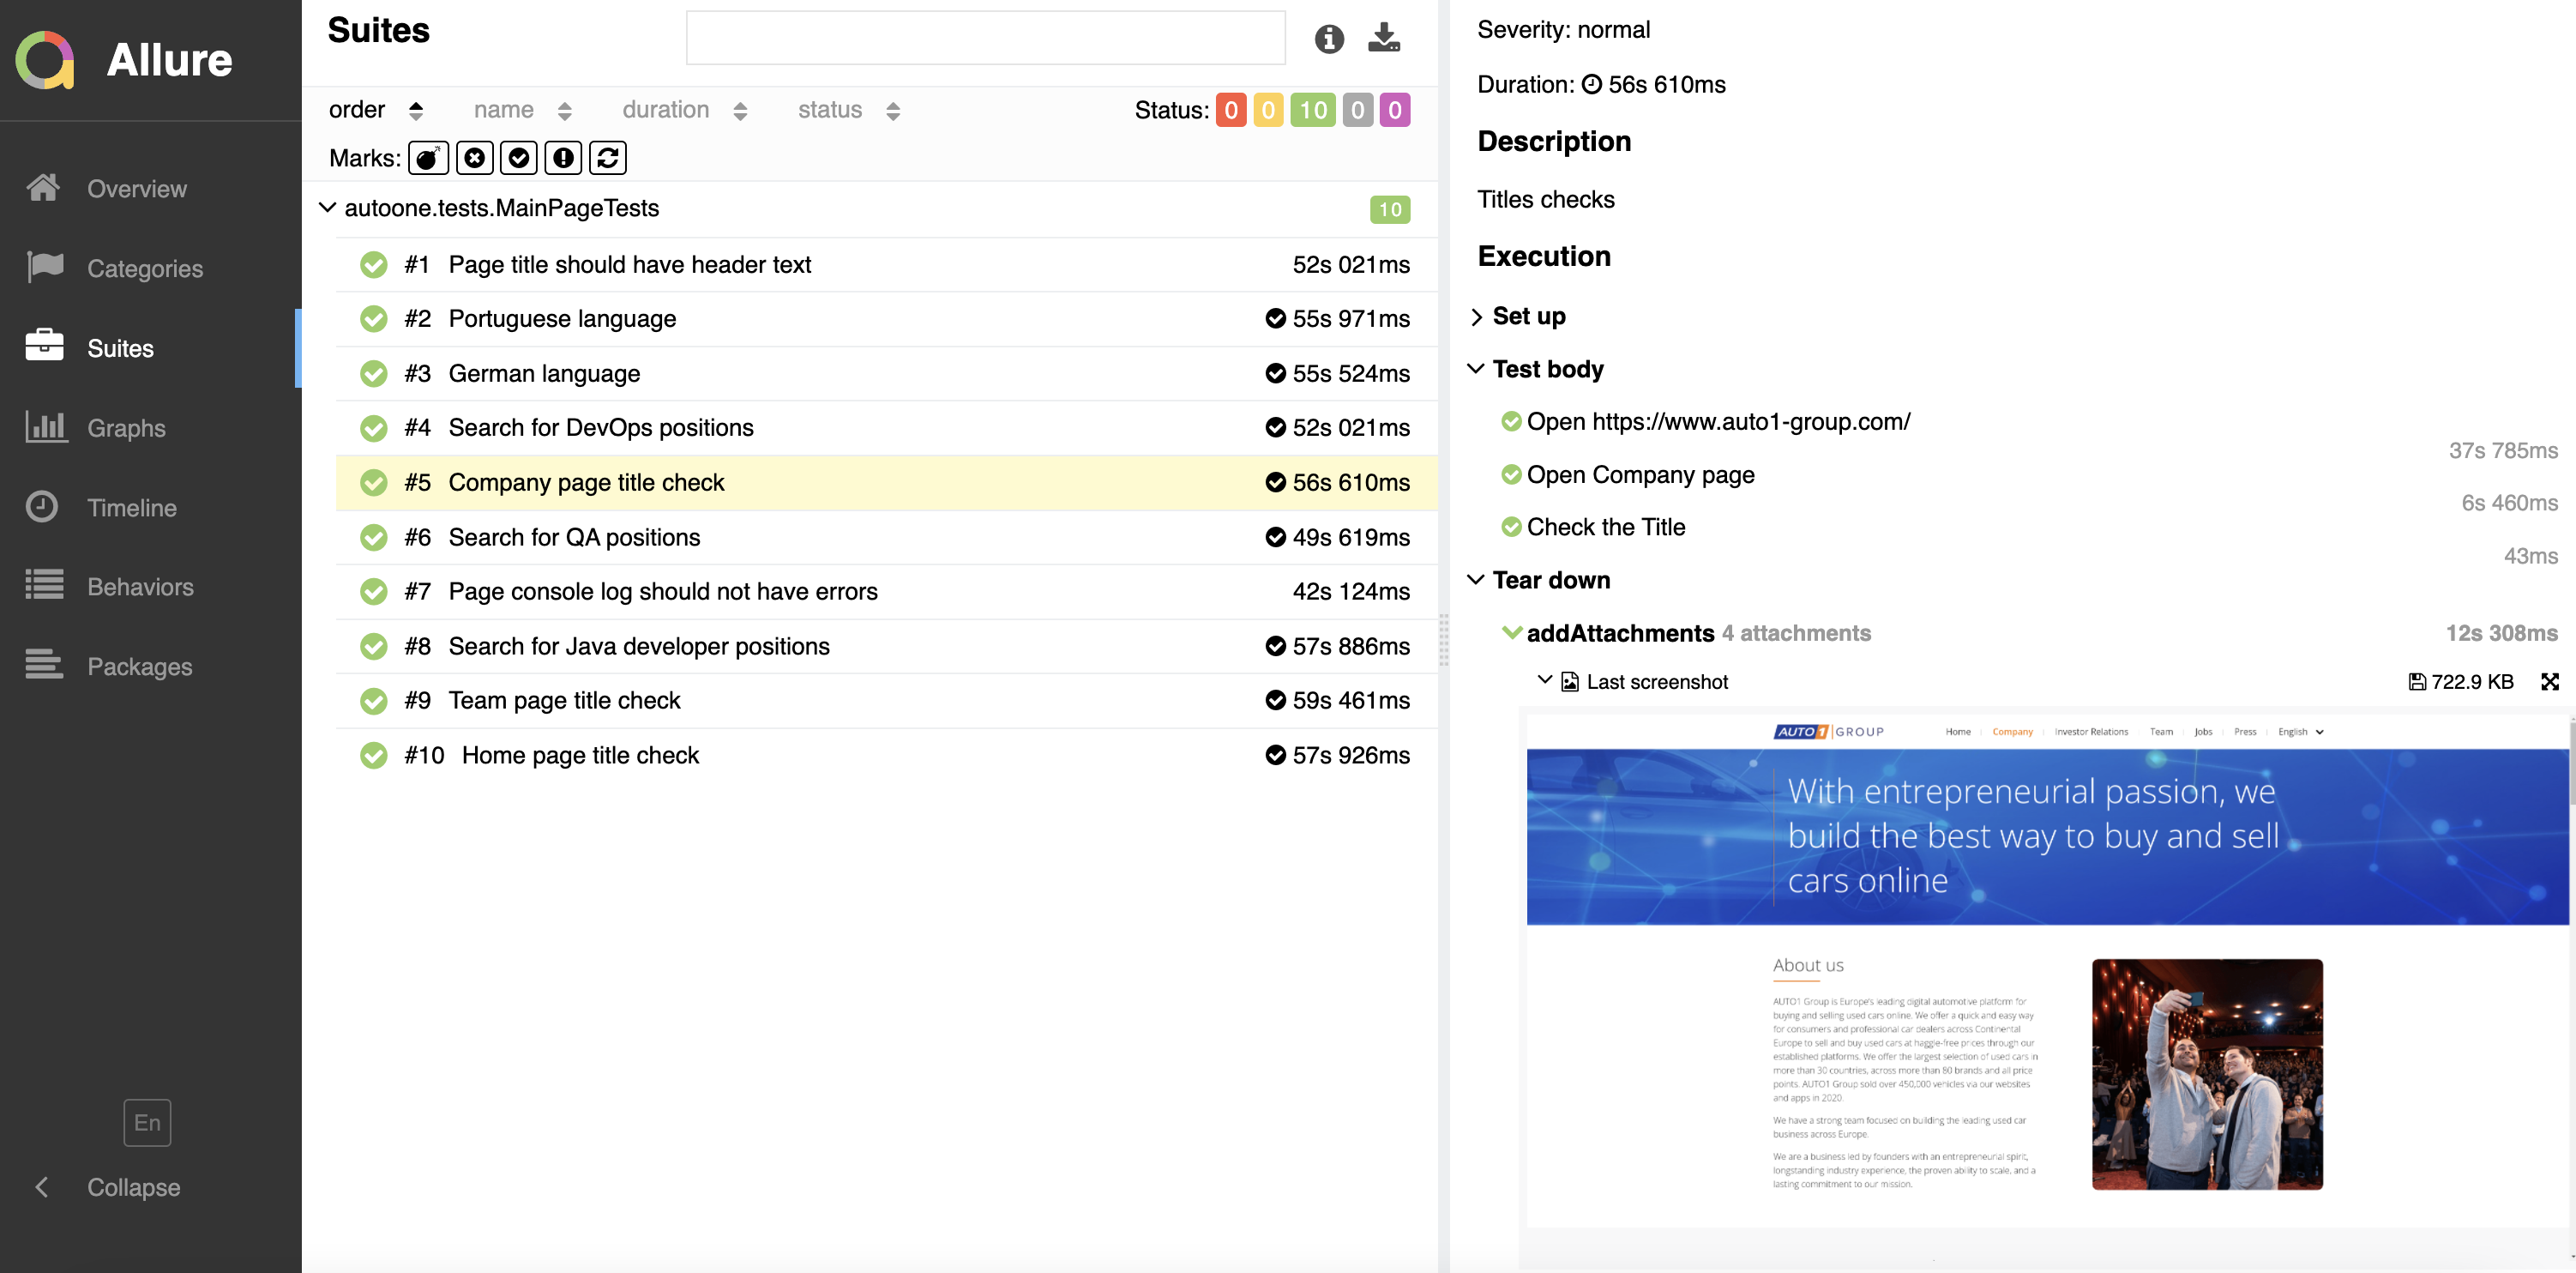 Allure
Overview
Categories
Suites
Graphs
Timeline
Behaviors
Packages
En
Collapse
Suites
order name duration status Status: 0 0 10 0 0
Marks:
autoone.tests.MainPageTests 10
#1 Page title should have header text 52s 021ms
#2 Portuguese language 55s 971ms
#3 German language 55s 524ms
#4 Search for DevOps positions 52s 021ms
#5 Company page title check 56s 610ms
#6 Search for QA positions 49s 619ms
#7 Page console log should not have errors 42s 124ms
#8 Search for Java developer positions 57s 886ms
#9 Team page title check 59s 461ms
#10 Home page title check 57s 926ms
Severity: normal
Duration: 56s 610ms
Description
Titles checks
Execution
Set up
Test body
Open https://www.auto1-group.com/
37s 785ms
Open Company page
6s 460ms
Check the Title
43ms
Tear down
addAttachments 4 attachments 12s 308ms
Last screenshot 722.9 KB
AUTO1 GROUP Home Company Investor Relations Team Jobs Press English
With entrepreneurial passion, we
build the best way to buy and sell
cars online
About us
AUTO1 Group is Europe's leading digital automotive platform for
buying and selling used cars online. We offer a quick and easy way
for consumers and professional car dealers across Continental
Europe to sell and buy used cars at haggle-free prices through our
established platforms. We offer the largest selection of used cars in
more than 30 countries, across more than 80 brands and all price
points. AUTO1 Group sold over 450,000 vehicles via our websites
and apps in 2020.
We have a strong team focused on building the leading used car
business across Europe.
We are a business led by founders with an entrepreneurial spirit,
longstanding industry experience, the proven ability to scale, and a
lasting commitment to our mission.